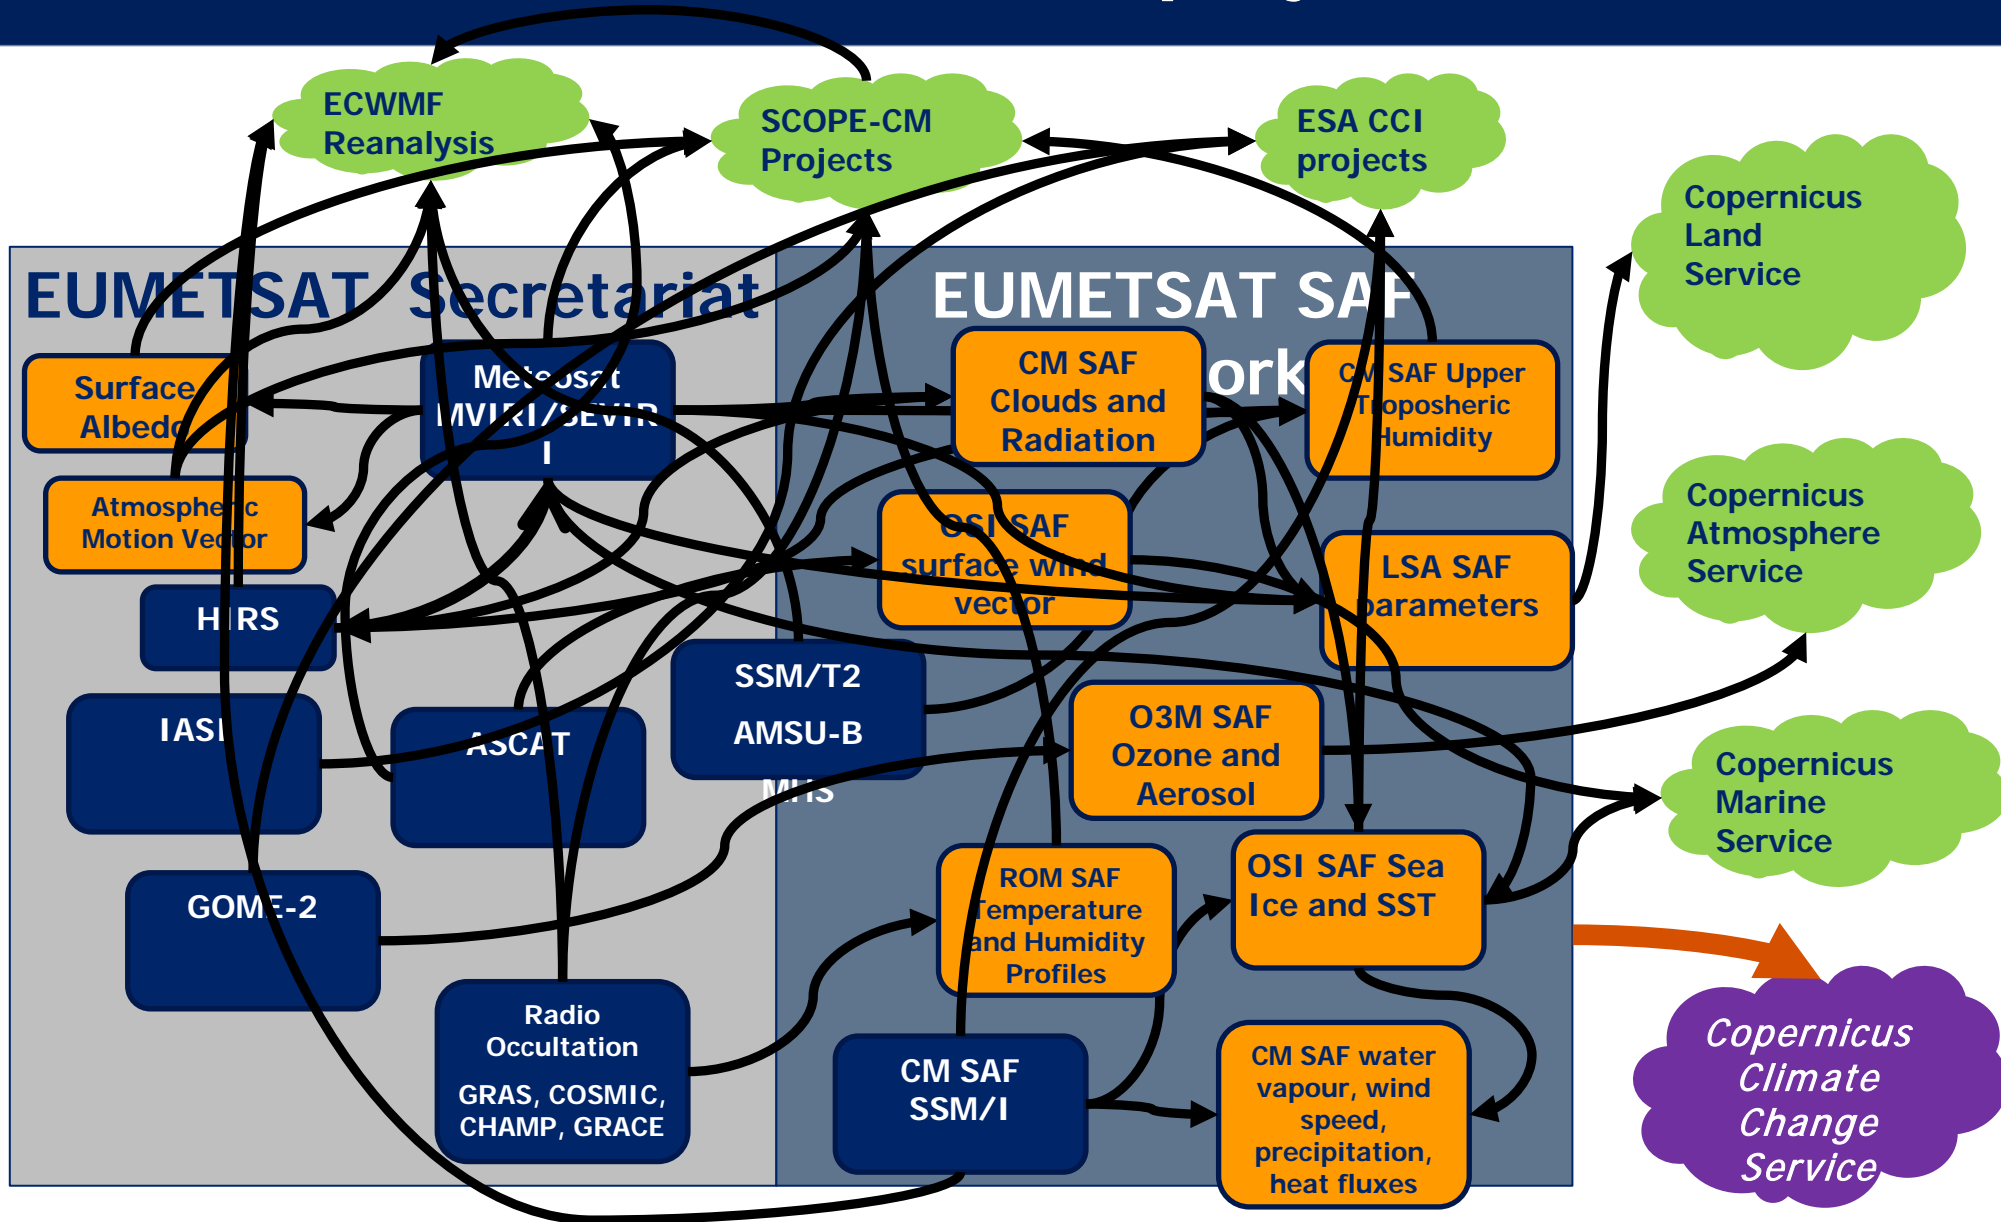 ECWMF
Reanalysis
SCOPE-CM
Projects
ESA CCI
projects
Copernicus
Land
Service
EUMETSAT Secretariat
EUMETSAT SAF
ork
Surface
Albedo
Meteosat
MVIRI/SEVIR
I
CM SAF
Clouds and
Radiation
CM SAF Upper
Troposheric
Humidity
Atmospheric
Motion Vector
OSI SAF
surface wind
vector
LSA SAF
parameters
Copernicus
Atmosphere
Service
HIRS
IASI
ASCAT
SSM/T2
AMSU-B
MHS
O3M SAF
Ozone and
Aerosol
Copernicus
Marine
Service
GOME-2
ROM SAF
Temperature
and Humidity
Profiles
OSI SAF Sea
Ice and SST
Radio
Occultation
GRAS, COSMIC,
CHAMP, GRACE
CM SAF
SSM/I
CM SAF water
vapour, wind
speed,
precipitation,
heat fluxes
Copernicus
Climate
Change
Service